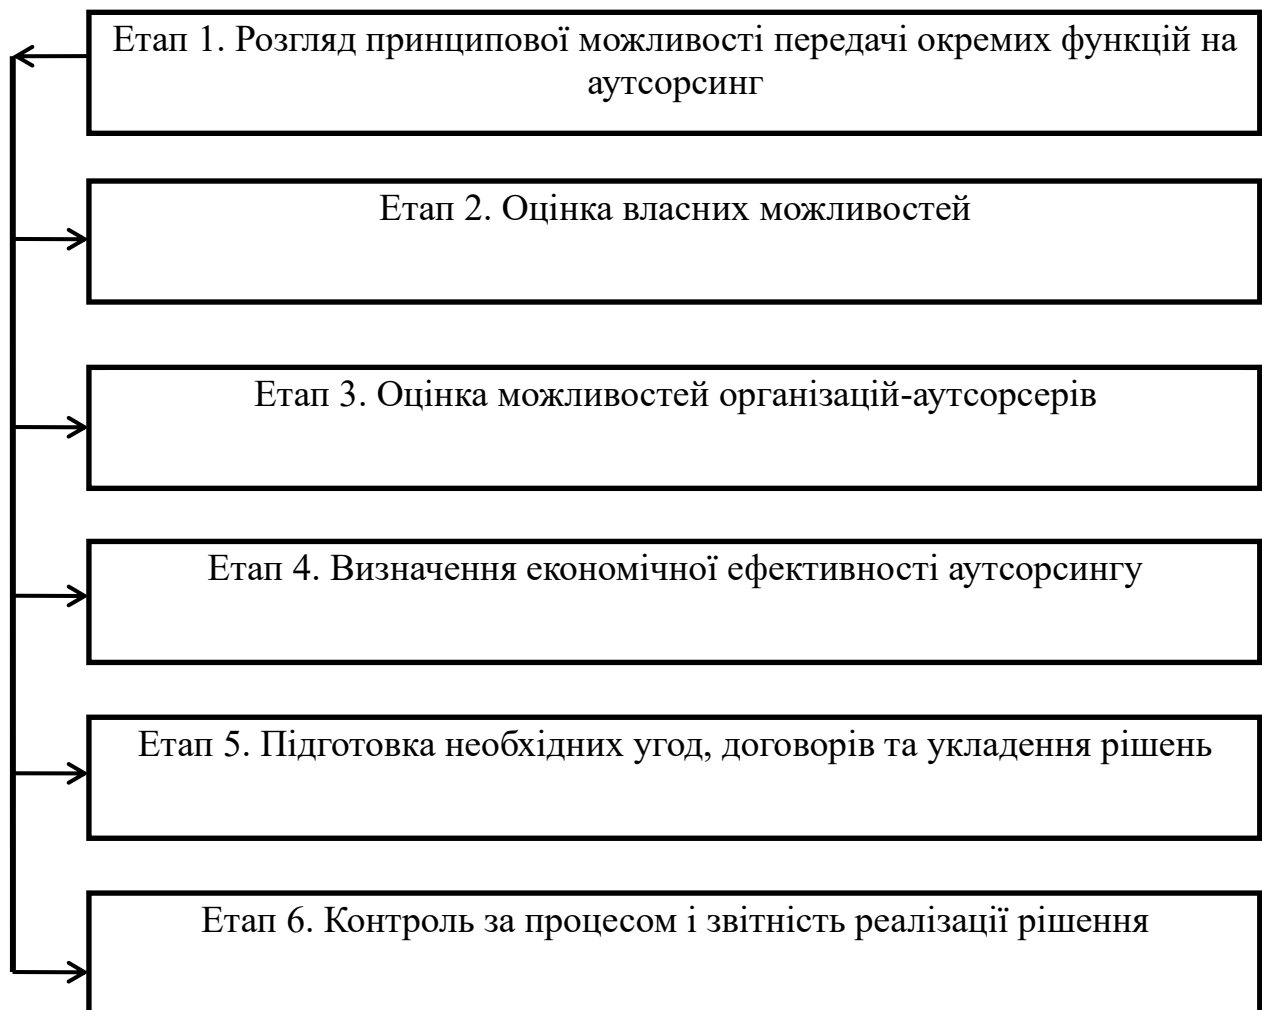 Етап 1. Розгляд принципової можливості передачі окремих функцій на
аутсорсинг
Етап 2. Оцінка власних можливостей
Етап 3. Оцінка можливостей організацій-аутсорсерів
Етап 4. Визначення економічної ефективності аутсорсингу
Етап 5. Підготовка необхідних угод, договорів та укладення рішень
Етап 6. Контроль за процесом і звітність реалізації рішення